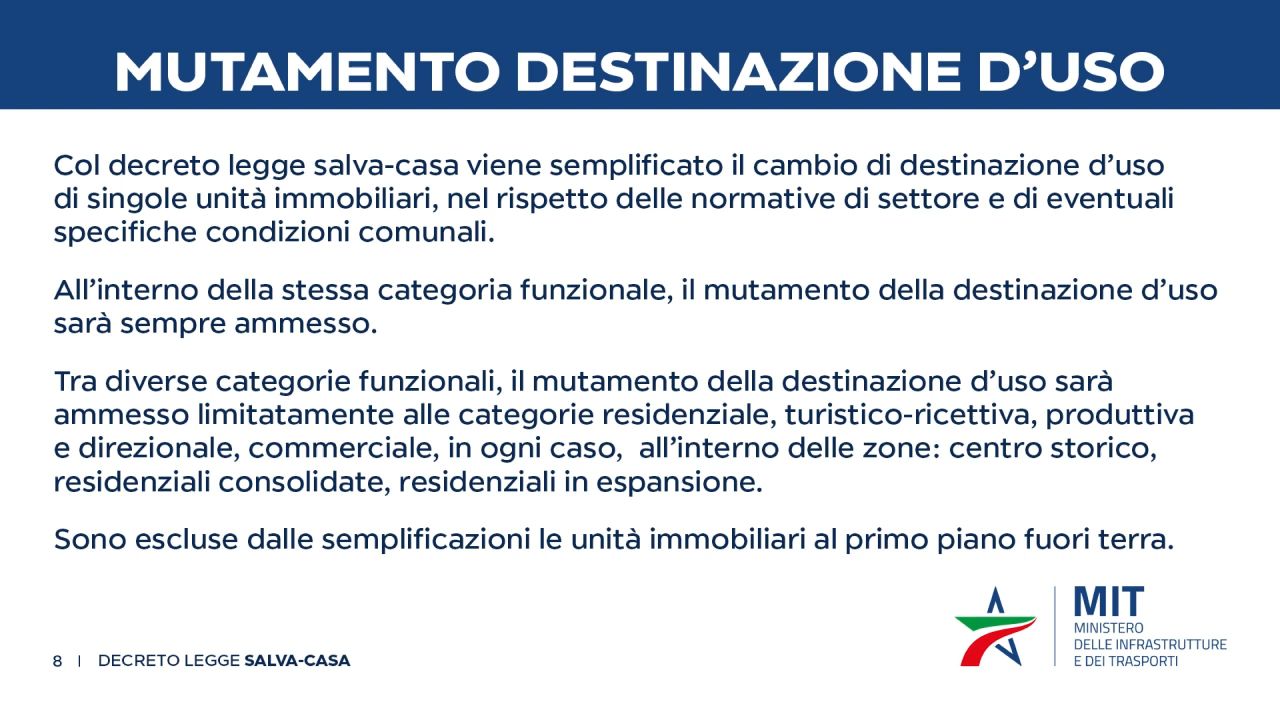 MUTAMENTO DESTINAZIONE D’USO
Col decreto legge salva-casa viene semplificato il cambio di destinazione d’uso
di singole unità immobiliari, nel rispetto delle normative di settore e di eventuali
specifiche condizioni comunali.
All’interno della stessa categoria funzionale, il mutamento della destinazione d’uso
sarà sempre ammesso.
Tra diverse categorie funzionali, il mutamento della destinazione d’uso sarà
ammesso limitatamente alle categorie residenziale, turistico-ricettiva, produttiva
e direzionale, commerciale, in ogni caso,  all’interno delle zone: centro storico,
residenziali consolidate, residenziali in espansione.
Sono escluse dalle semplificazioni le unità immobiliari al primo piano fuori terra.
MIT
MINISTERO
DELLE INFRASTRUTTURE
E DEI TRASPORTI
8 | DECRETO LEGGE SALVA-CASA